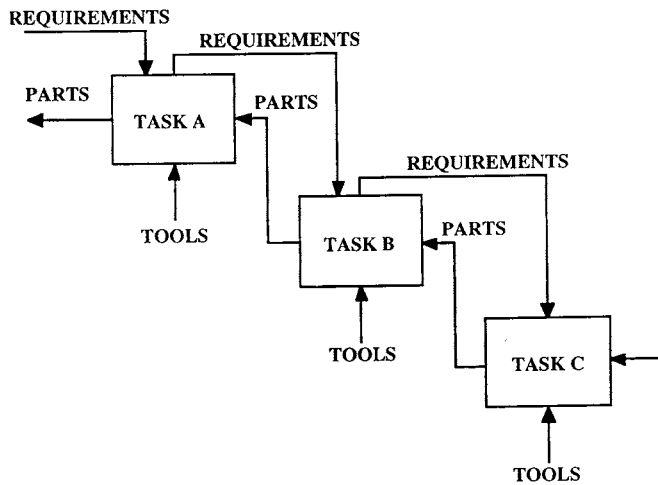 REQUIREMENTS
REQUIREMENTS
PARTS
PARTS
TASK A
REQUIREMENTS
TOOLS
PARTS
TASK B
TOOLS
TASK C
TOOLS